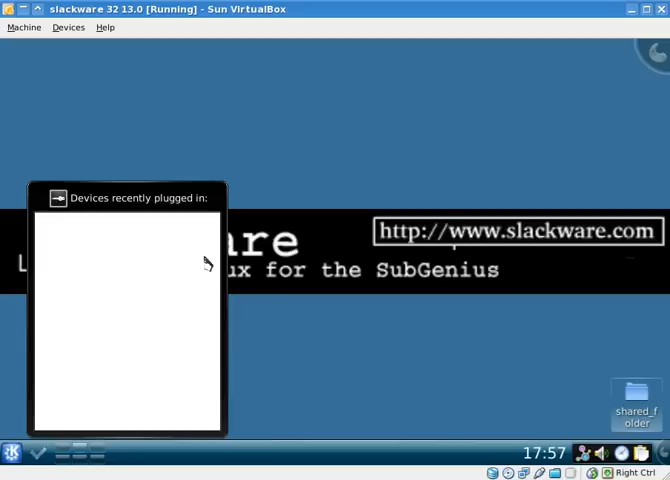 slackware 32 13.0 [Running] - Sun VirtualBox
Machine Devices Help
Devices recently plugged in:
are
http://www.slackware.com
L
ux for the SubGenius
shared_f
older
17:57
Right Ctrl